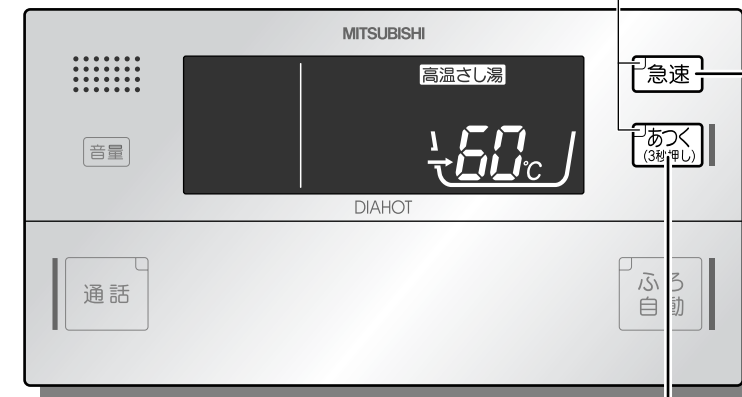 MITSUBISHI
高温さし湯
急速
音量
60℃
あつく
(3秒押し)
DIAHOT
通話
ふろ
自動